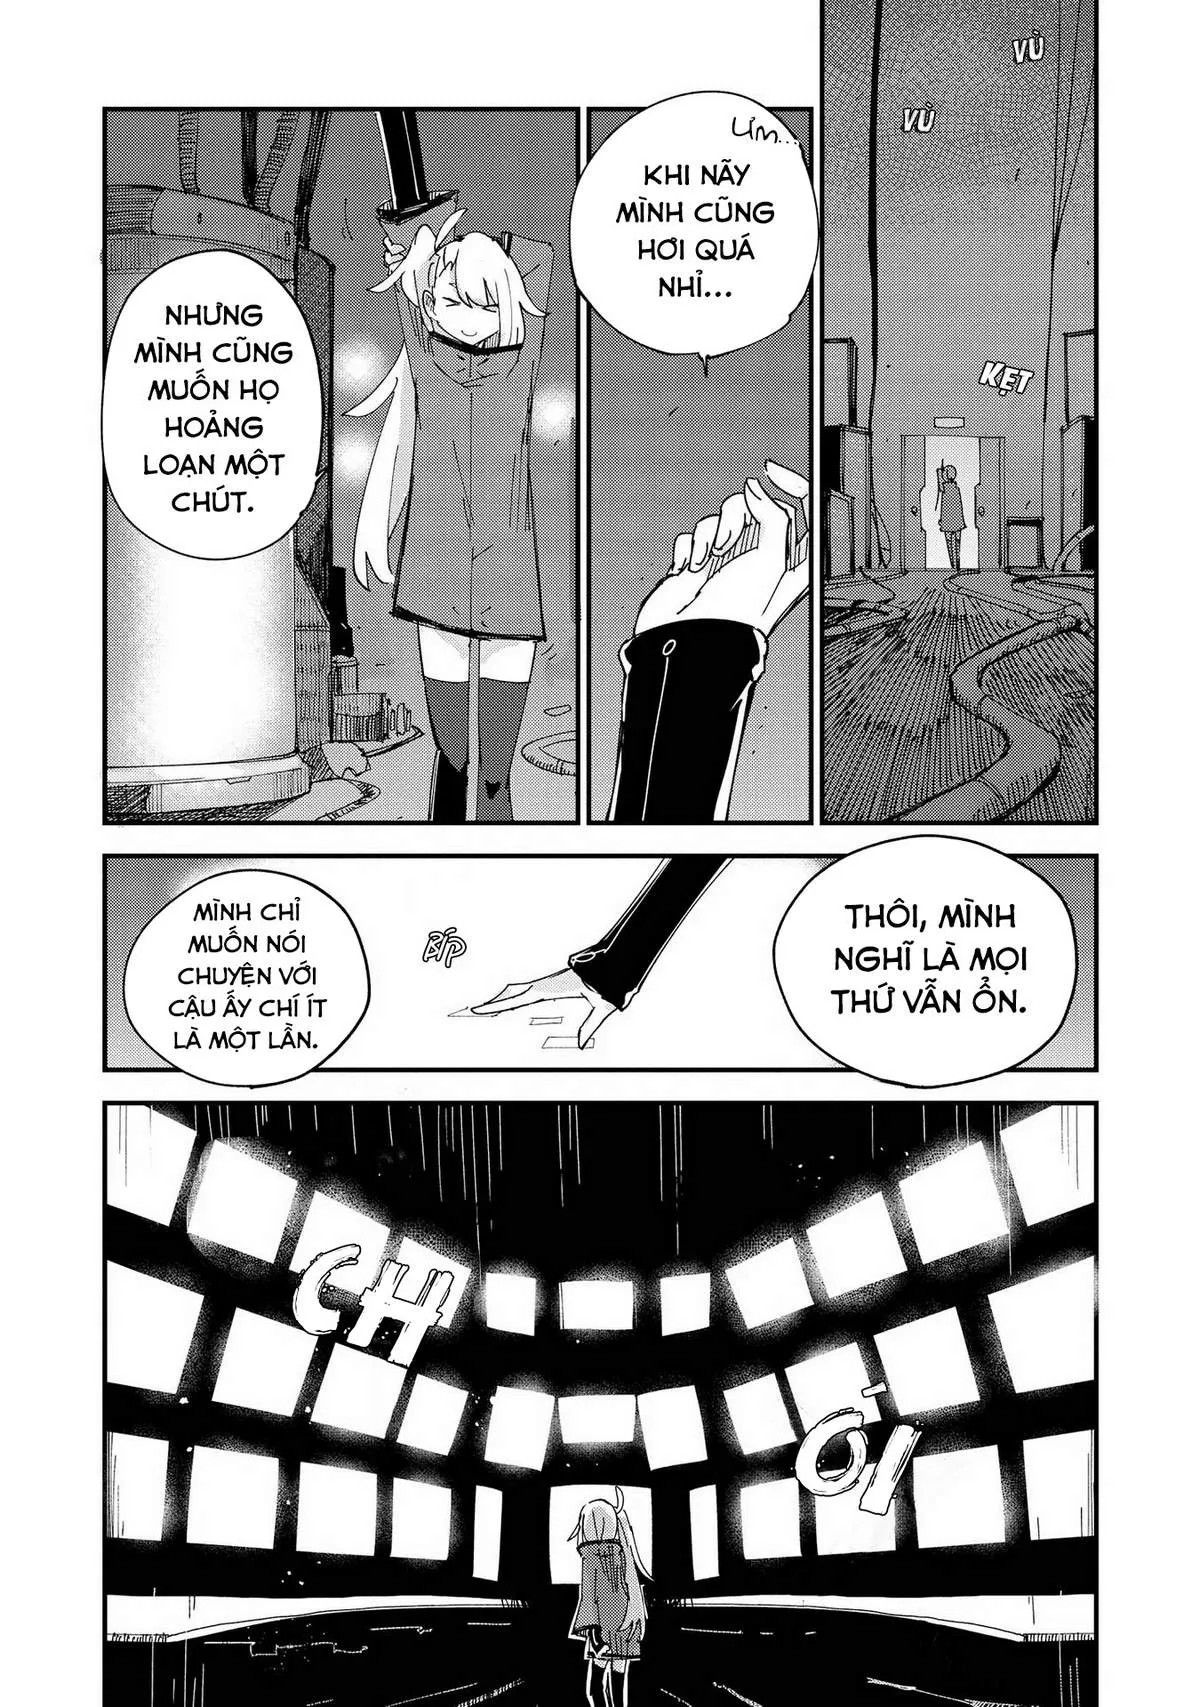 VÙ
VÙ
KẸT
ƯM...
KHI NÃY
MÌNH CŨNG
HƠI QUÁ
NHỈ...
NHƯNG
MÌNH CŨNG
MUỐN HỌ
HOẢNG
LOẠN MỘT
CHÚT.
THÔI, MÌNH
NGHĨ LÀ MỌI
THỨ VẪN ỔN.
BÍP
MÌNH CHỈ
MUỐN NÓI
CHUYỆN VỚI
CẬU ẤY CHÍ ÍT
LÀ MỘT LẦN.
CH
ÓI